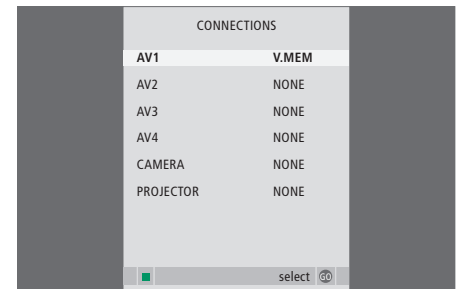 CONNECTIONS
AV1 V.MEM
AV2 NONE
AV3 NONE
AV4 NONE
CAMERA NONE
PROJECTOR NONE
select GO